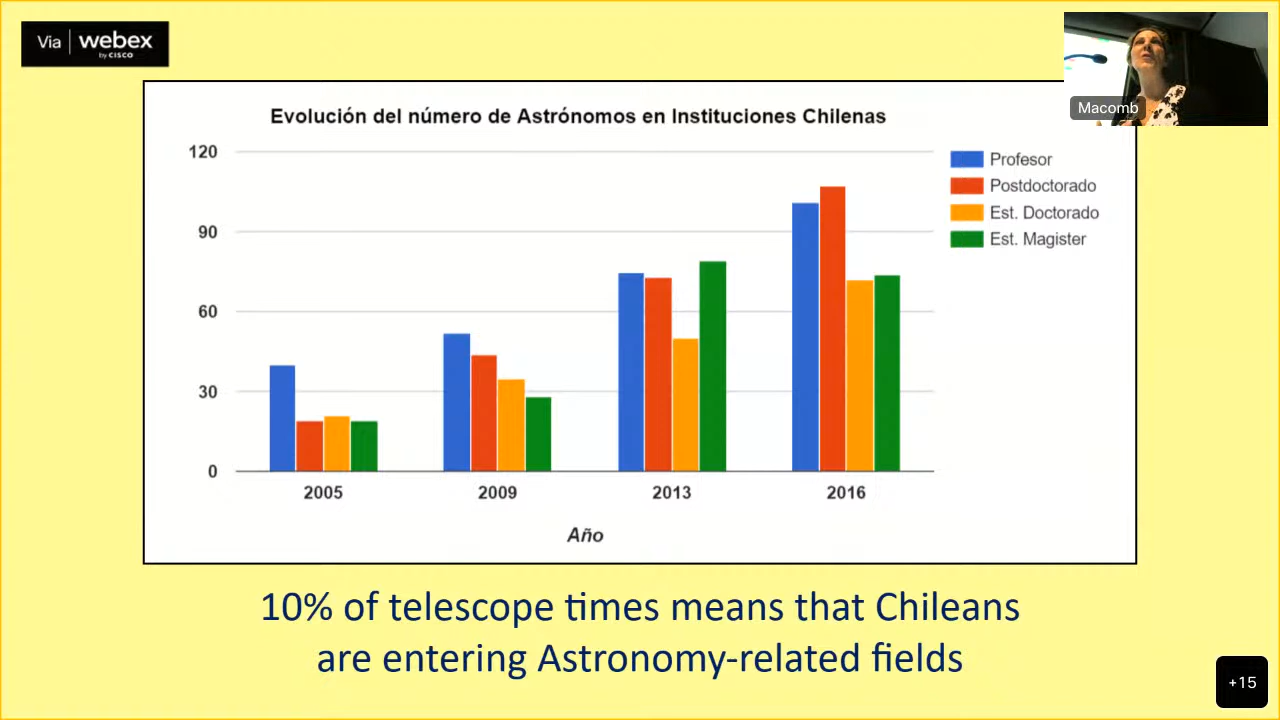 Via webex
by CISCO
Macomb
Evolución del número de Astrónomos en Instituciones Chilenas
120
90
60
30
0
2005 2009 2013 2016
Año
Profesor
Postdoctorado
Est. Doctorado
Est. Magister
10% of telescope times means that Chileans
are entering Astronomy-related fields
+15